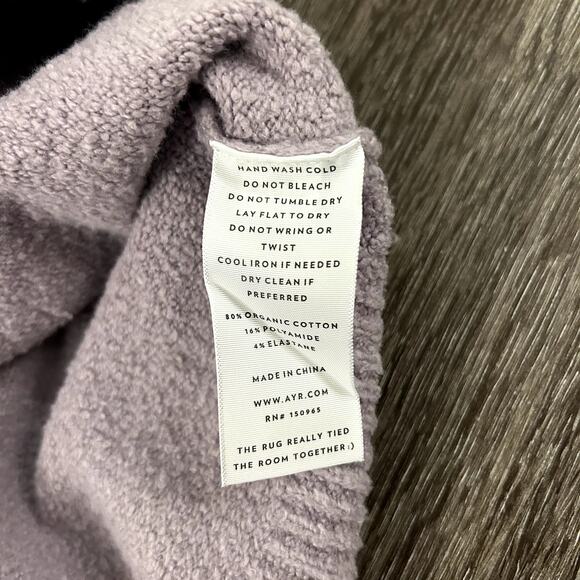 HAND WASH COLD
DO NOT BLEACH
DO NOT TUMBLE DRY
LAY FLAT TO DRY
DO NOT WRING OR
TWIST
COOL IRON IF NEEDED
DRY CLEAN IF
PREFERRED
80% ORGANIC COTTON
16% POLYAMIDE
4% ELASTANE
MADE IN CHINA
WWW.AYR.COM
RN# 150965
THE RUG REALLY TIED
THE ROOM TOGETHER :)